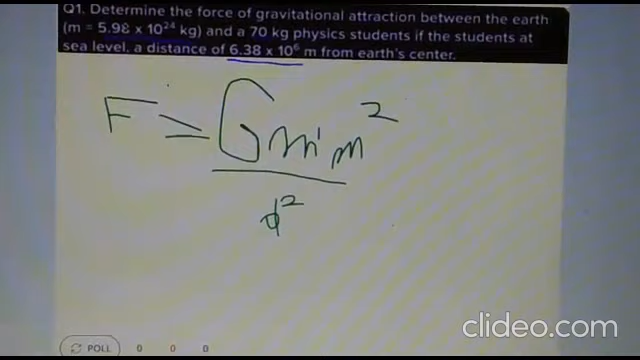 Q1. Determine the force of gravitational attraction between the earth
(m = 5.98 x 10²⁴ kg) and a 70 kg physics students if the students at
sea level, a distance of 6.38 x 10⁶ m from earth's center.
F = G m¹ m²
d²
POLL 0 0 0
clideo.com